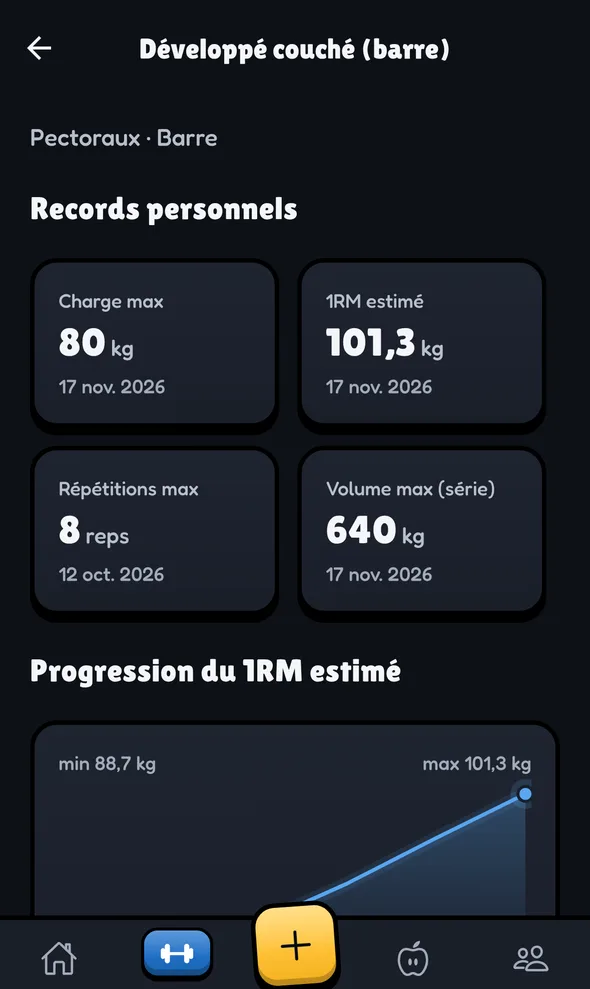 Développé couché (barre)
Pectoraux · Barre
Records personnels
Charge max
80 kg
17 nov. 2026
1RM estimé
101,3 kg
17 nov. 2026
Répétitions max
8 reps
12 oct. 2026
Volume max (série)
640 kg
17 nov. 2026
Progression du 1RM estimé
min 88,7 kg
max 101,3 kg